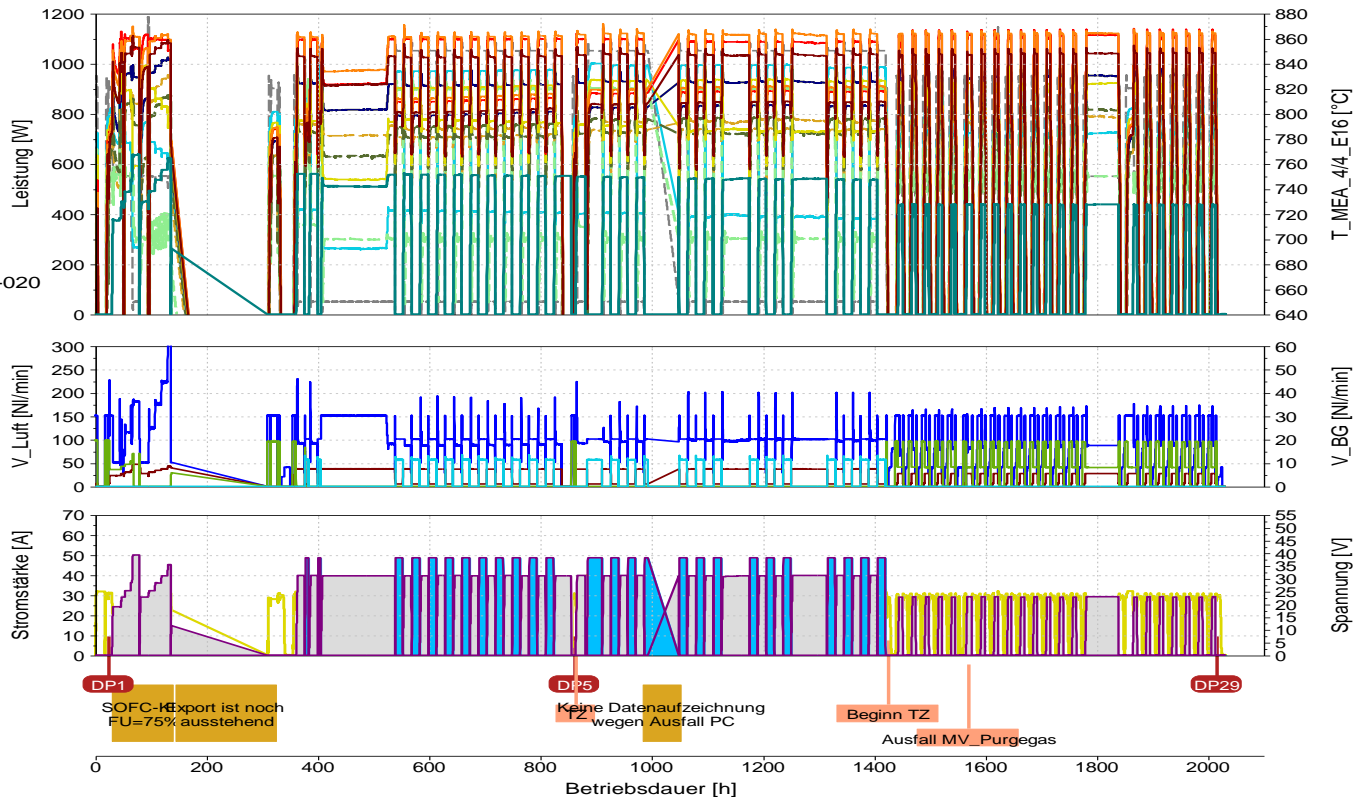 1200
1000
800
600
400
200
0
Leistung [W]
880
860
840
820
800
780
760
740
720
700
680
660
640
T_MEA_4/4_E16 [°C]
-020
300
250
200
150
100
50
0
V_Luft [Nl/min]
60
50
40
30
20
10
0
V_BG [Nl/min]
70
60
50
40
30
20
10
0
Stromstärke [A]
55
50
45
40
35
30
25
20
15
10
5
0
Spannung [V]
DP1
DP5
DP29
SOFC-K
FU=75%
Export ist noch
ausstehend
TZ
Keine Datenaufzeichnung
wegen Ausfall PC
Beginn TZ
Ausfall MV_Purgegas
0 200 400 600 800 1000 1200 1400 1600 1800 2000
Betriebsdauer [h]